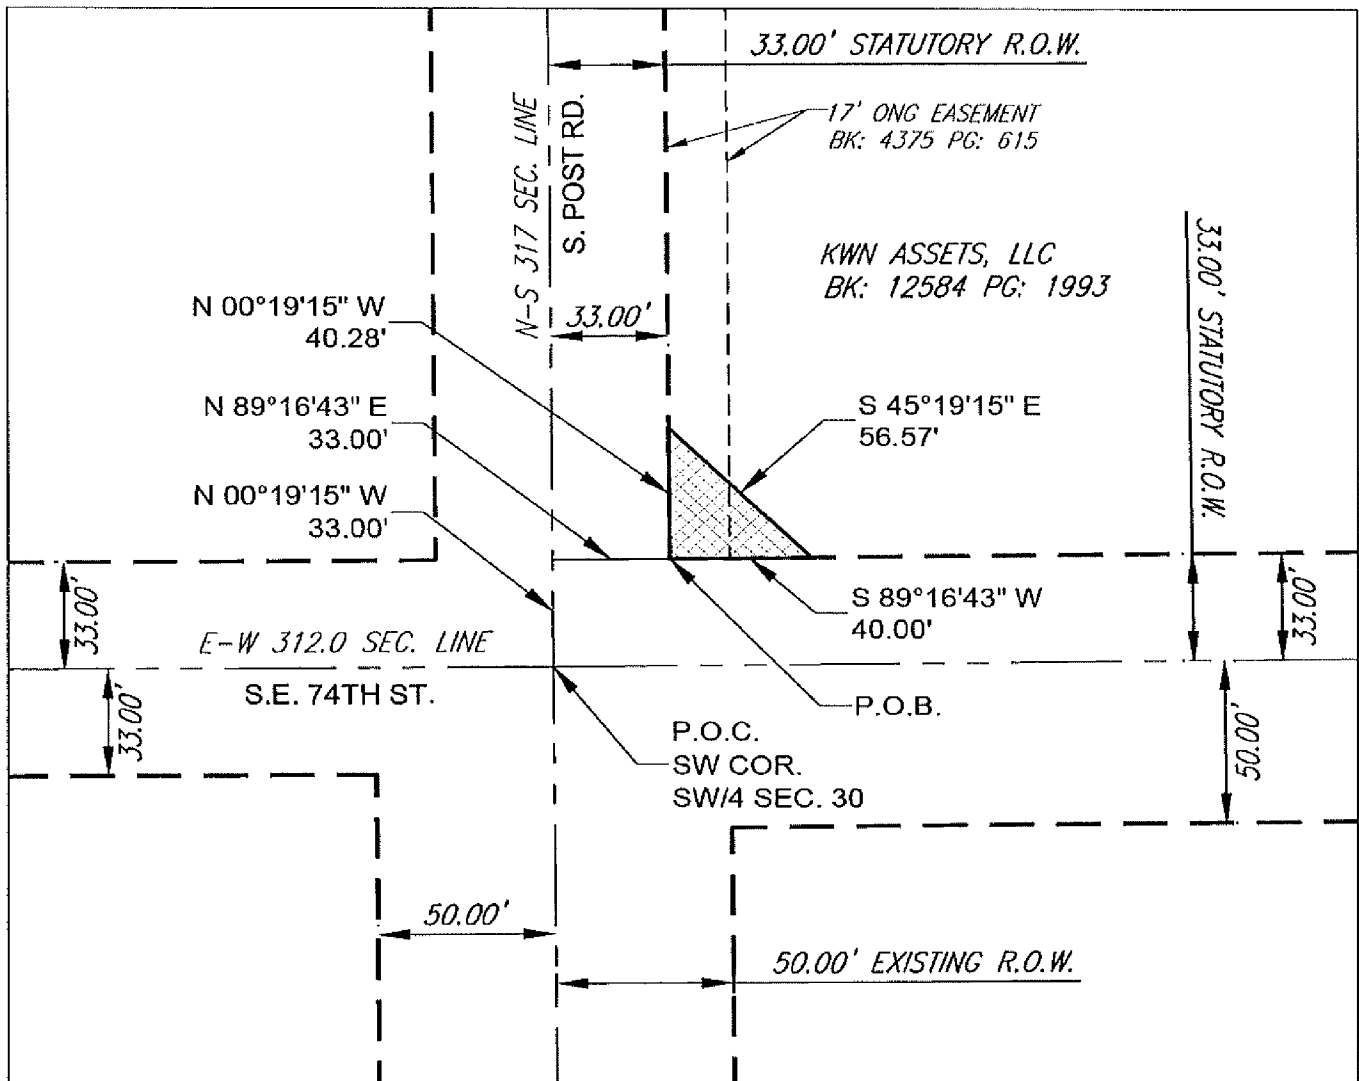 33.00' STATUTORY R.O.W.
17' ONG EASEMENT
BK: 4375 PG: 615
N-S 317 SEC. LINE
S. POST RD.
KWN ASSETS, LLC
BK: 12584 PG: 1993
33.00' STATUTORY R.O.W.
N 00°19'15" W
40.28'
33.00'
N 89°16'43" E
33.00'
S 45°19'15" E
56.57'
N 00°19'15" W
33.00'
S 89°16'43" W
40.00'
33.00'
33.00'
E-W 312.0 SEC. LINE
S.E. 74TH ST.
33.00'
P.O.B.
P.O.C.
SW COR.
SW/4 SEC. 30
50.00'
50.00'
50.00' EXISTING R.O.W.